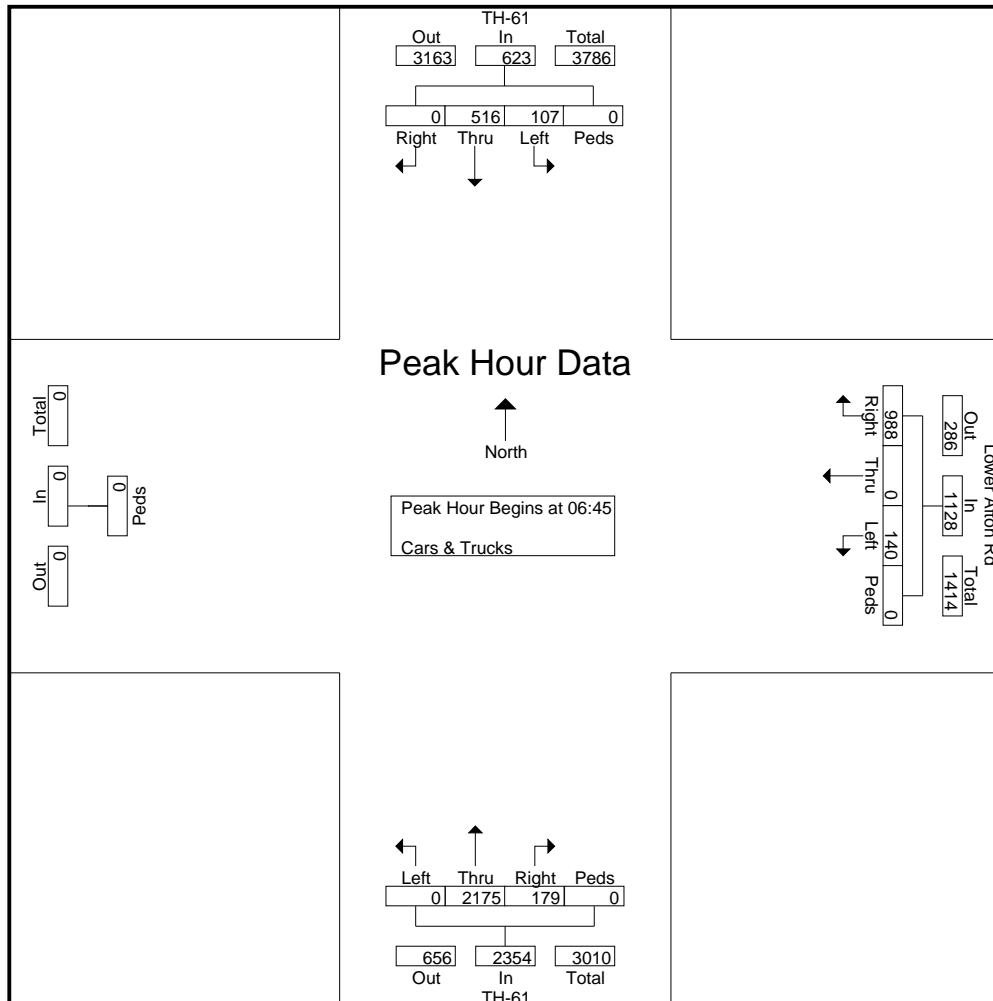 TH-61
Out In Total
3163 623 3786
0 516 107 0
Right Thru Left Peds
Peak Hour Data
North
Peak Hour Begins at 06:45
Cars & Trucks
Total
0
In
0
Out
0
Peds
0
Lower Afton Rd
Out In Total
286 1128 1414
988 0 140 0
Right Thru Left Peds
Left Thru Right Peds
0 2175 179 0
656 2354 3010
Out In Total
TH-61